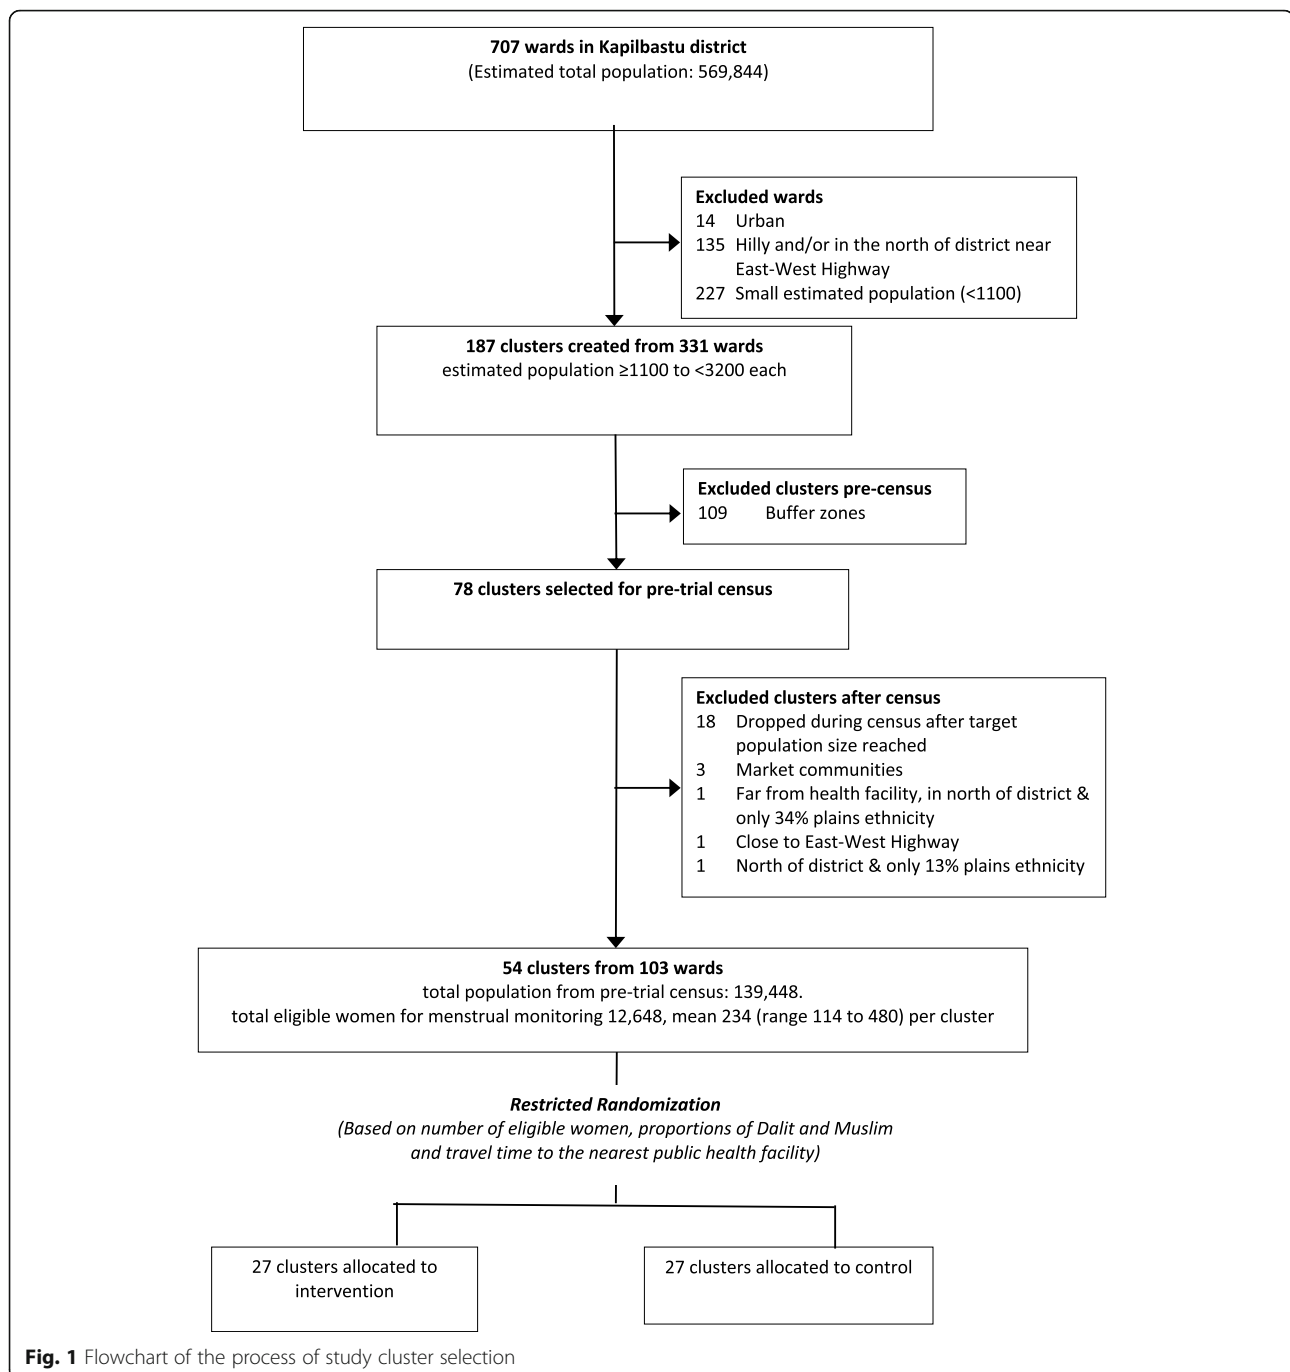 707 wards in Kapilbastu district
(Estimated total population: 569,844)
Excluded wards
14 Urban
135 Hilly and/or in the north of district near
East-West Highway
227 Small estimated population (<1100)
187 clusters created from 331 wards
estimated population ≥1100 to <3200 each
Excluded clusters pre-census
109 Buffer zones
78 clusters selected for pre-trial census
Excluded clusters after census
18 Dropped during census after target
population size reached
3 Market communities
1 Far from health facility, in north of district &
only 34% plains ethnicity
1 Close to East-West Highway
1 North of district & only 13% plains ethnicity
54 clusters from 103 wards
total population from pre-trial census: 139,448.
total eligible women for menstrual monitoring 12,648, mean 234 (range 114 to 480) per cluster
Restricted Randomization
(Based on number of eligible women, proportions of Dalit and Muslim
and travel time to the nearest public health facility)
27 clusters allocated to
intervention
27 clusters allocated to control
Fig. 1 Flowchart of the process of study cluster selection